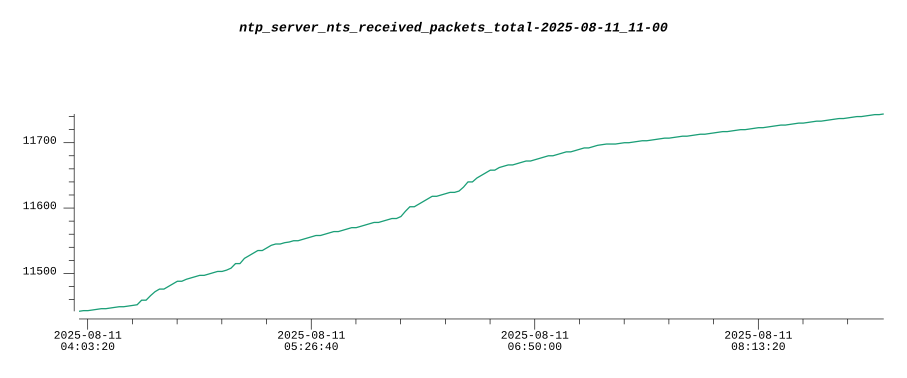 ntp_server_nts_received_packets_total-2025-08-11_11-00
11700
11600
11500
2025-08-11 2025-08-11 2025-08-11 2025-08-11
04:03:20 05:26:40 06:50:00 08:13:20